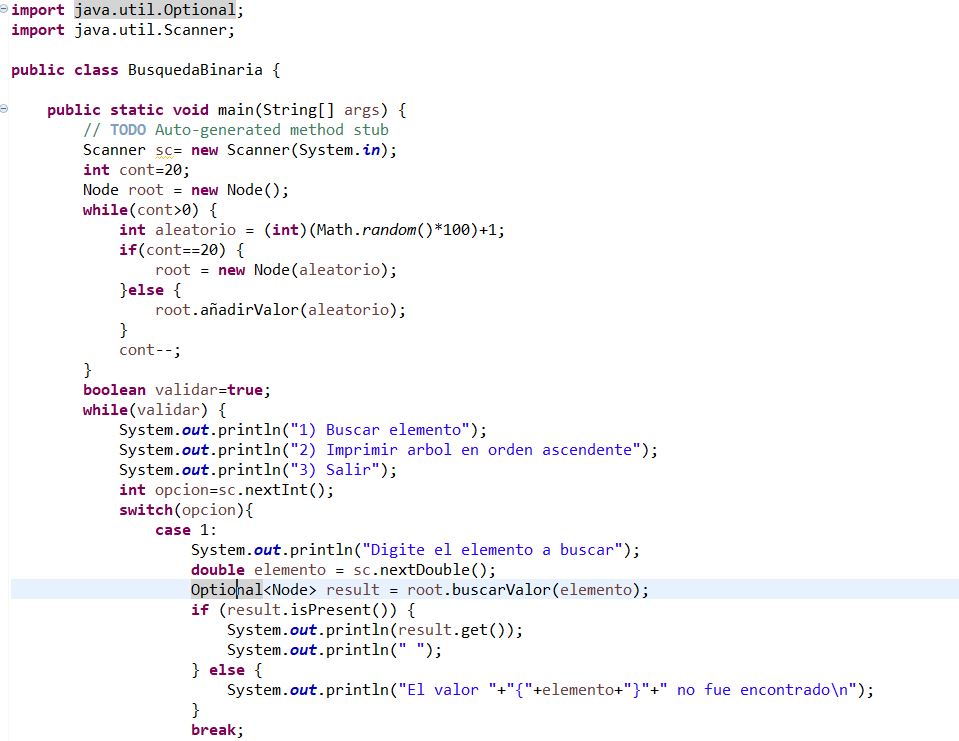 import java.util.Optional;
import java.util.Scanner;
public class BusquedaBinaria {
public static void main(String[] args) {
// TODO Auto-generated method stub
Scanner sc= new Scanner(System.in);
int cont=20;
Node root = new Node();
while(cont>0) {
int aleatorio = (int)(Math.random()*100)+1;
if(cont==20) {
root = new Node(aleatorio);
}else {
root.añadirValor(aleatorio);
}
cont--;
}
boolean validar=true;
while(validar) {
System.out.println("1) Buscar elemento");
System.out.println("2) Imprimir arbol en orden ascendente");
System.out.println("3) Salir");
int opcion=sc.nextInt();
switch(opcion){
case 1:
System.out.println("Digite el elemento a buscar");
double elemento = sc.nextDouble();
Optional<Node> result = root.buscarValor(elemento);
if (result.isPresent()) {
System.out.println(result.get());
System.out.println(" ");
} else {
System.out.println("El valor "+"{"+elemento+"}"+" no fue encontrado\n");
}
break;